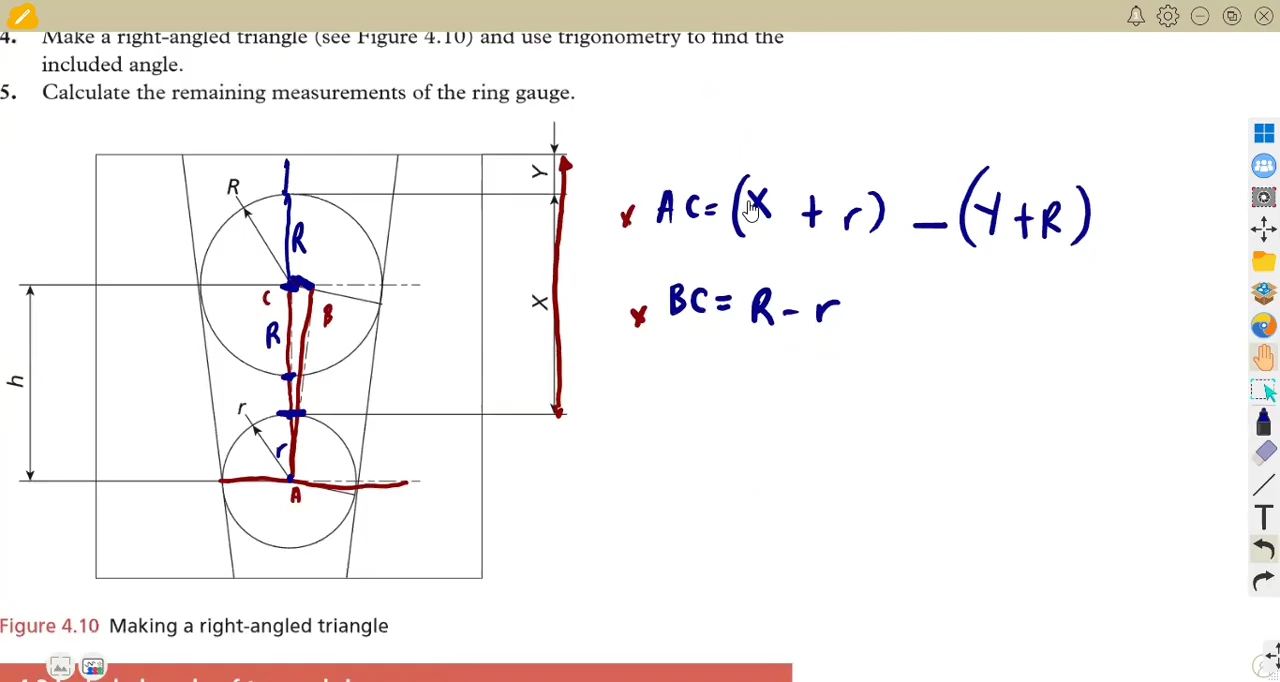 4. Make a right-angled triangle (see Figure 4.10) and use trigonometry to find the
included angle.
5. Calculate the remaining measurements of the ring gauge.
Y
R
R
AC= (X + r) - (Y+R)
C
B
X
BC= R - r
R
h
r
r
A
Figure 4.10 Making a right-angled triangle
T